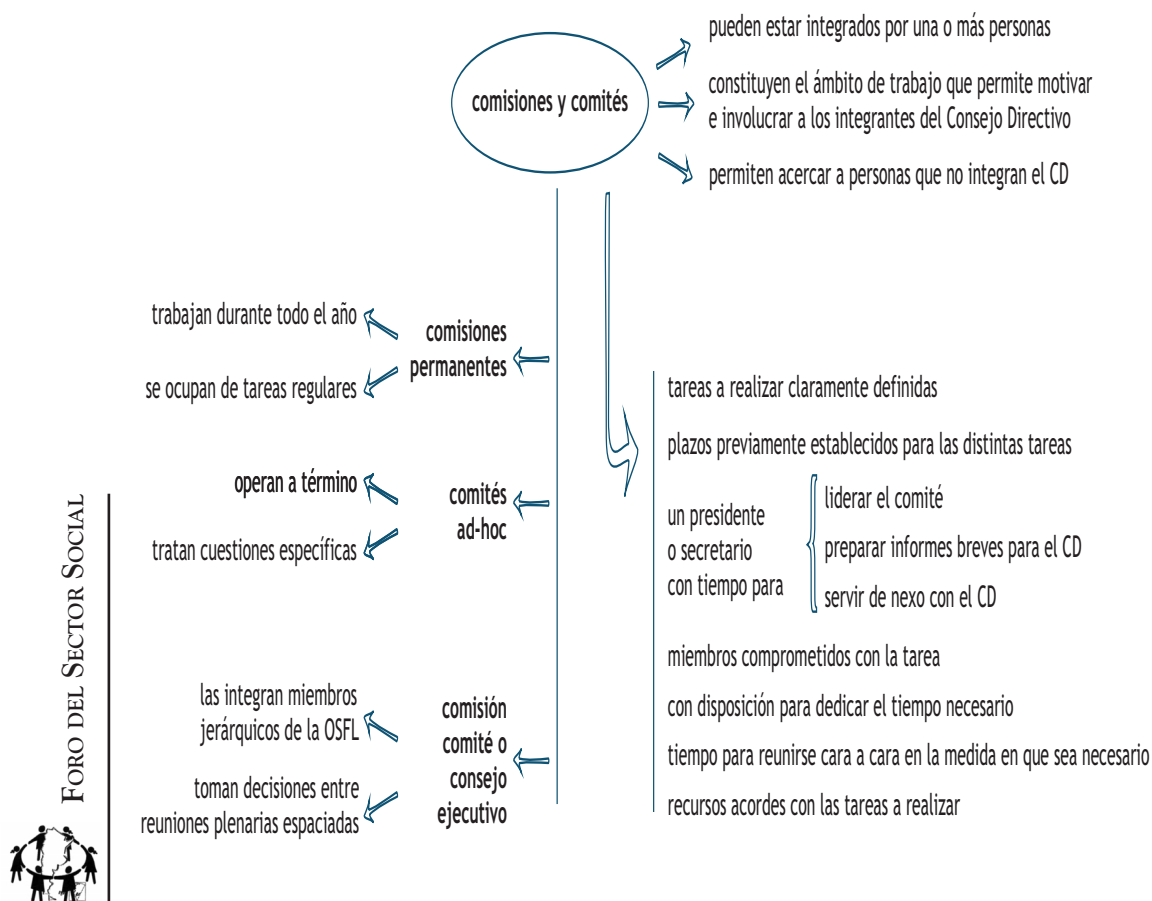 comisiones y comités
pueden estar integrados por una o más personas
constituyen el ámbito de trabajo que permite motivar
e involucrar a los integrantes del Consejo Directivo
permiten acercar a personas que no integran el CD
comisiones
permanentes
trabajan durante todo el año
se ocupan de tareas regulares
comités
ad-hoc
operan a término
tratan cuestiones específicas
comisión
comité o
consejo
ejecutivo
las integran miembros
jerárquicos de la OSFL
toman decisiones entre
reuniones plenarias espaciadas
tareas a realizar claramente definidas
plazos previamente establecidos para las distintas tareas
un presidente
o secretario
con tiempo para
liderar el comité
preparar informes breves para el CD
servir de nexo con el CD
miembros comprometidos con la tarea
con disposición para dedicar el tiempo necesario
tiempo para reunirse cara a cara en la medida en que sea necesario
recursos acordes con las tareas a realizar
FORO DEL SECTOR SOCIAL